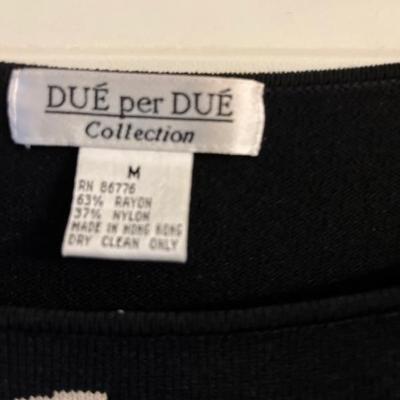 DUÉ per DUÉ
Collection
M
RN 86776
63% RAYON
37% NYLON
MADE IN HONG KONG
DRY CLEAN ONLY